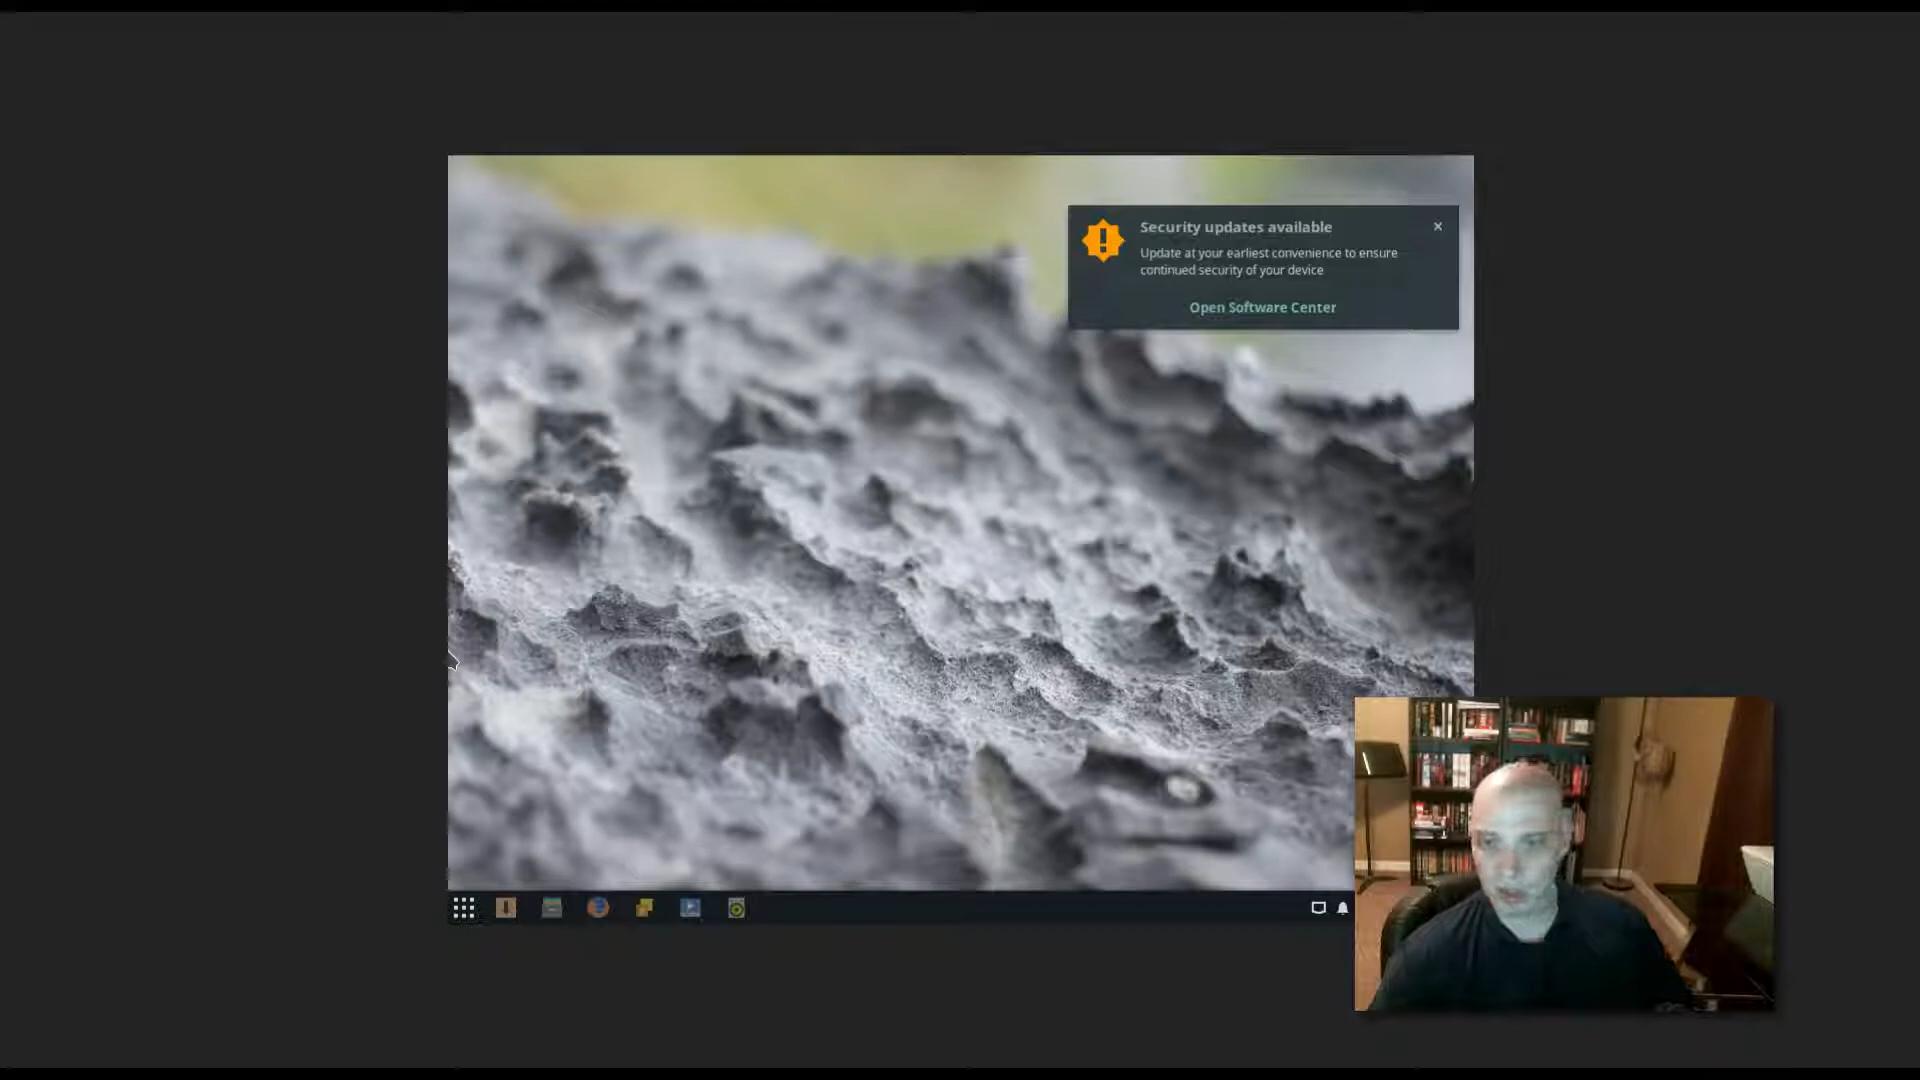 Security updates available
Update at your earliest convenience to ensure
continued security of your device
Open Software Center